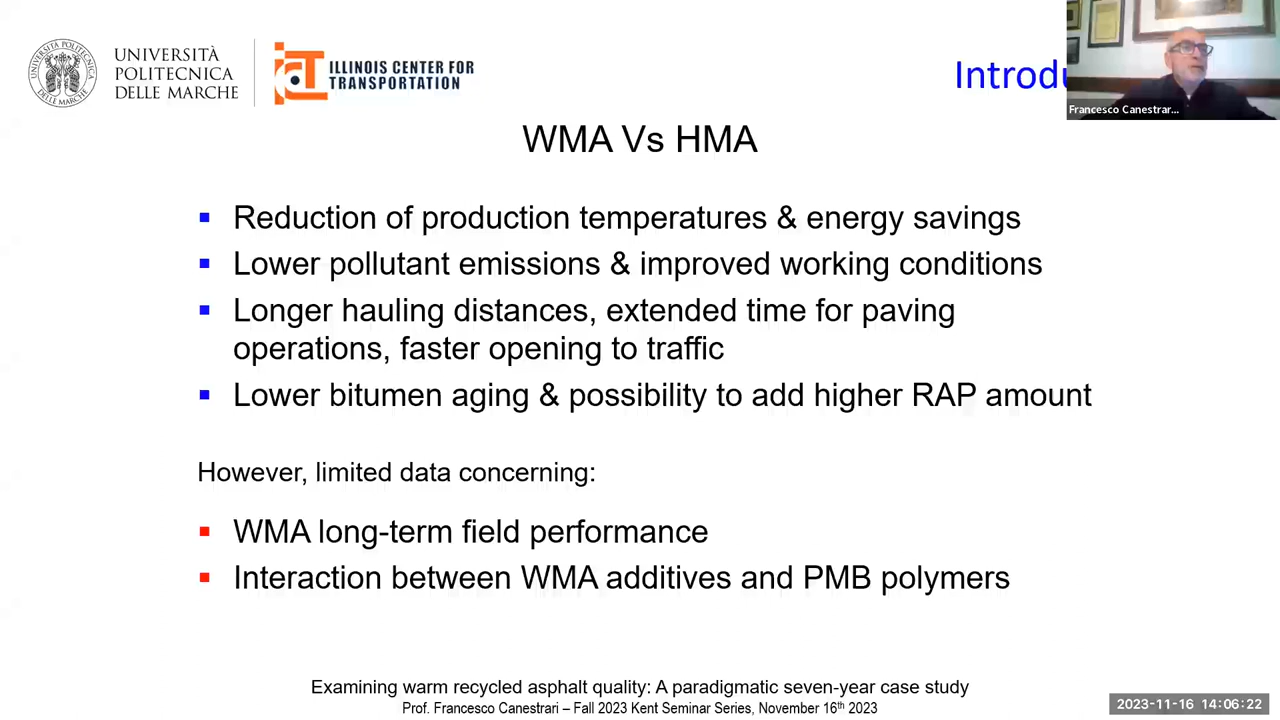 UNIVERSITÀ
POLITECNICA
DELLE MARCHE
ILLINOIS CENTER FOR
TRANSPORTATION
Francesco Canestrar...
WMA Vs HMA
Reduction of production temperatures & energy savings
Lower pollutant emissions & improved working conditions
Longer hauling distances, extended time for paving
operations, faster opening to traffic
Lower bitumen aging & possibility to add higher RAP amount
However, limited data concerning:
WMA long-term field performance
Interaction between WMA additives and PMB polymers
Examining warm recycled asphalt quality: A paradigmatic seven-year case study
Prof. Francesco Canestrari – Fall 2023 Kent Seminar Series, November 16th 2023
2023-11-16 14:06:22